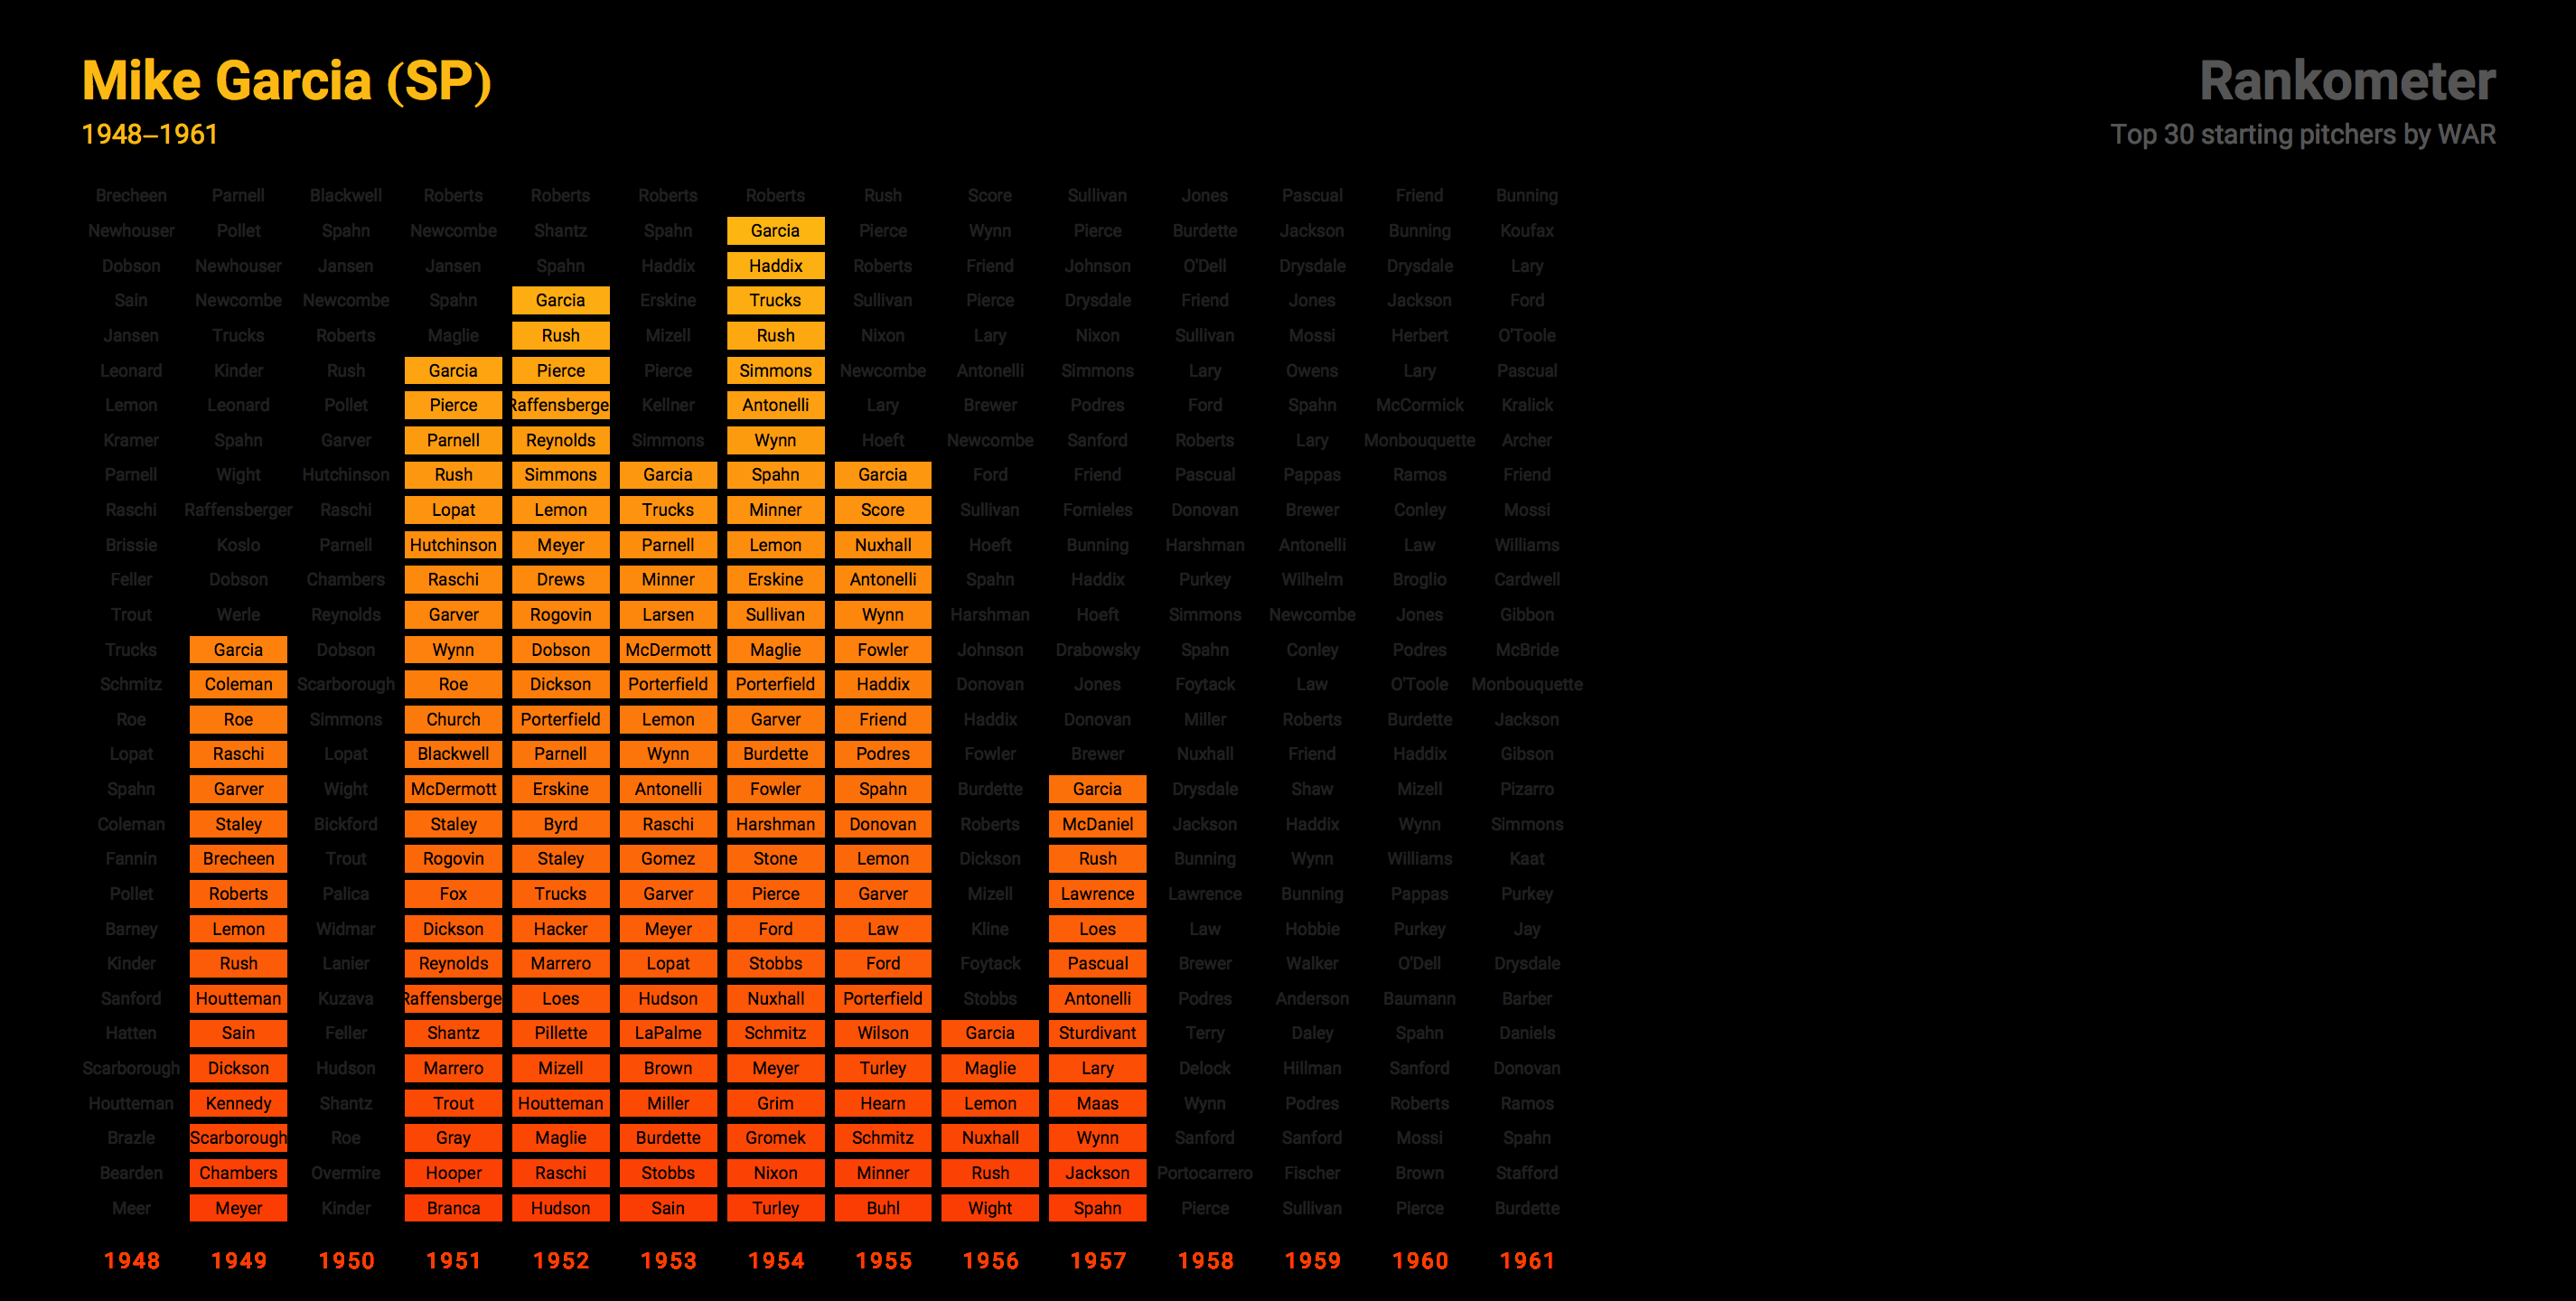 Mike Garcia (SP)
Rankometer
1948–1961
Top 30 starting pitchers by WAR
Brecheen Parnell Blackwell Roberts Roberts Roberts Roberts Rush Score Sullivan Jones Pascual Friend Bunning
Newhouser Pollet Spahn Newcombe Shantz Spahn Garcia Pierce Wynn Pierce Burdette Jackson Bunning Koufax
Dobson Newhouser Jansen Jansen Spahn Haddix Haddix Roberts Friend Johnson O'Dell Drysdale Drysdale Lary
Sain Newcombe Newcombe Spahn Garcia Erskine Trucks Sullivan Pierce Drysdale Friend Jones Jackson Ford
Jansen Trucks Roberts Maglie Rush Mizell Rush Nixon Lary Nixon Sullivan Mossi Herbert O'Toole
Leonard Kinder Rush Garcia Pierce Pierce Simmons Newcombe Antonelli Simmons Lary Owens Lary Pascual
Lemon Leonard Pollet Pierce Raffensberge Kellner Antonelli Lary Brewer Podres Ford Spahn McCormick Kralick
Kramer Spahn Garver Parnell Reynolds Simmons Wynn Hoeft Newcombe Sanford Roberts Lary Monbouquette Archer
Parnell Wight Hutchinson Rush Simmons Garcia Spahn Garcia Ford Friend Pascual Pappas Ramos Friend
Raschi Raffensberger Raschi Lopat Lemon Trucks Minner Score Sullivan Fornieles Donovan Brewer Conley Mossi
Brissie Koslo Parnell Hutchinson Meyer Parnell Lemon Nuxhall Hoeft Bunning Harshman Antonelli Law Williams
Feller Dobson Chambers Raschi Drews Minner Erskine Antonelli Spahn Haddix Purkey Wilhelm Broglio Cardwell
Trout Werle Reynolds Garver Rogovin Larsen Sullivan Wynn Harshman Hoeft Simmons Newcombe Jones Gibbon
Trucks Garcia Dobson Wynn Dobson McDermott Maglie Fowler Johnson Drabowsky Spahn Conley Podres McBride
Schmitz Coleman Scarborough Roe Dickson Porterfield Porterfield Haddix Donovan Jones Foytack Law O'Toole Monbouquette
Roe Roe Simmons Church Porterfield Lemon Garver Friend Haddix Donovan Miller Roberts Burdette Jackson
Lopat Raschi Lopat Blackwell Parnell Wynn Burdette Podres Fowler Brewer Nuxhall Friend Haddix Gibson
Spahn Garver Wight McDermott Erskine Antonelli Fowler Spahn Burdette Garcia Drysdale Shaw Mizell Pizarro
Coleman Staley Bickford Staley Byrd Raschi Harshman Donovan Roberts McDaniel Jackson Haddix Wynn Simmons
Fannin Brecheen Trout Rogovin Staley Gomez Stone Lemon Dickson Rush Bunning Wynn Williams Kaat
Pollet Roberts Palica Fox Trucks Garver Pierce Garver Mizell Lawrence Lawrence Bunning Pappas Purkey
Barney Lemon Widmar Dickson Hacker Meyer Ford Law Kline Loes Law Hobbie Purkey Jay
Kinder Rush Lanier Reynolds Marrero Lopat Stobbs Ford Foytack Pascual Brewer Walker O'Dell Drysdale
Sanford Houtteman Kuzava Raffensberge Loes Hudson Nuxhall Porterfield Stobbs Antonelli Podres Anderson Baumann Barber
Hatten Sain Feller Shantz Pillette LaPalme Schmitz Wilson Garcia Sturdivant Terry Daley Spahn Daniels
Scarborough Dickson Hudson Marrero Mizell Brown Meyer Turley Maglie Lary Delock Hillman Sanford Donovan
Houtteman Kennedy Shantz Trout Houtteman Miller Grim Hearn Lemon Maas Wynn Podres Roberts Ramos
Brazle Scarborough Roe Gray Maglie Burdette Gromek Schmitz Nuxhall Wynn Sanford Sanford Mossi Spahn
Bearden Chambers Overmire Hooper Raschi Stobbs Nixon Minner Rush Jackson Portocarrero Fischer Brown Stafford
Meer Meyer Kinder Branca Hudson Sain Turley Buhl Wight Spahn Pierce Sullivan Pierce Burdette
1948 1949 1950 1951 1952 1953 1954 1955 1956 1957 1958 1959 1960 1961